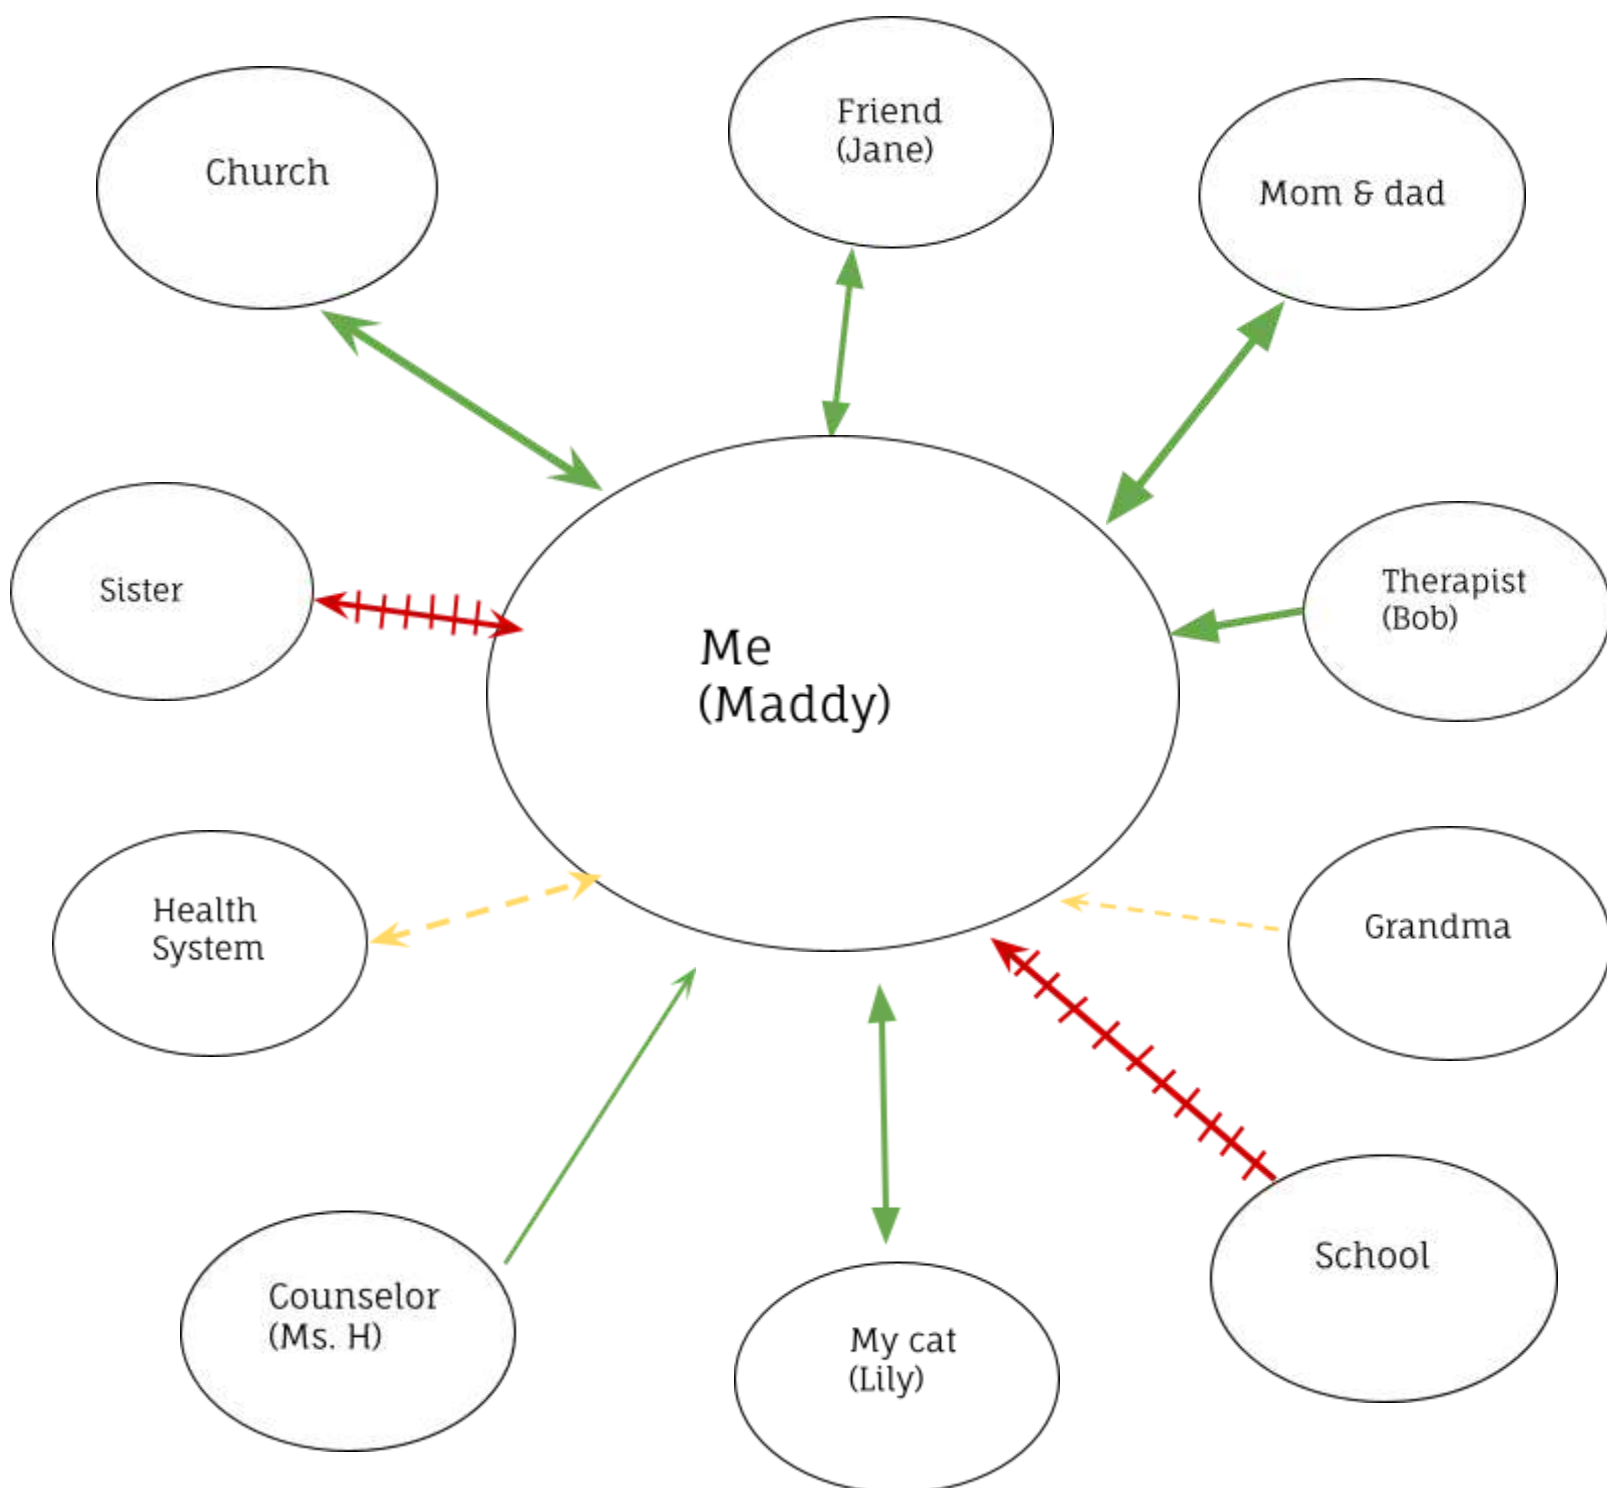 Church
Friend
(Jane)
Mom & dad
Sister
Me
(Maddy)
Therapist
(Bob)
Health
System
Grandma
Counselor
(Ms. H)
My cat
(Lily)
School